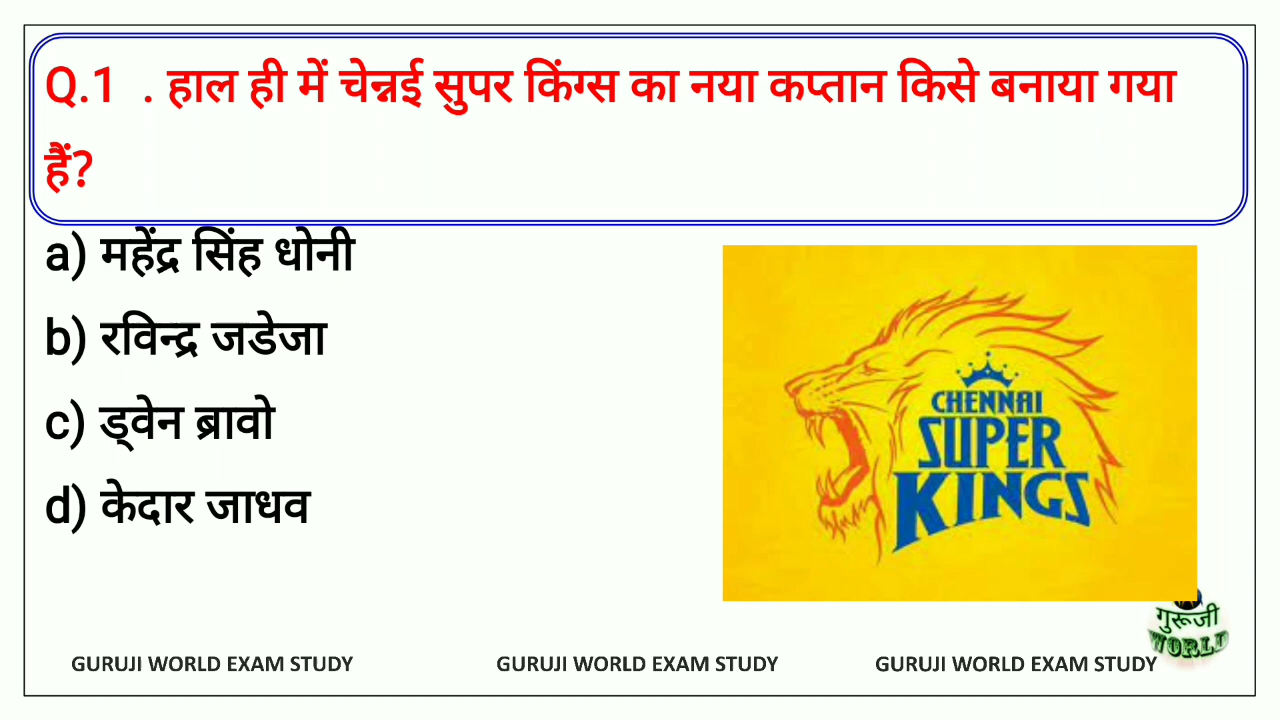 Q.1 . हाल ही में चेन्नई सुपर किंग्स का नया कप्तान किसे बनाया गया
हैं?
a) महेंद्र सिंह धोनी
b) रविन्द्र जडेजा
c) ड्वेन ब्रावो
d) केदार जाधव
CHENNAI
SUPER
KINGS
गुरूजी
WORLD
GURUJI WORLD EXAM STUDY GURUJI WORLD EXAM STUDY GURUJI WORLD EXAM STUDY